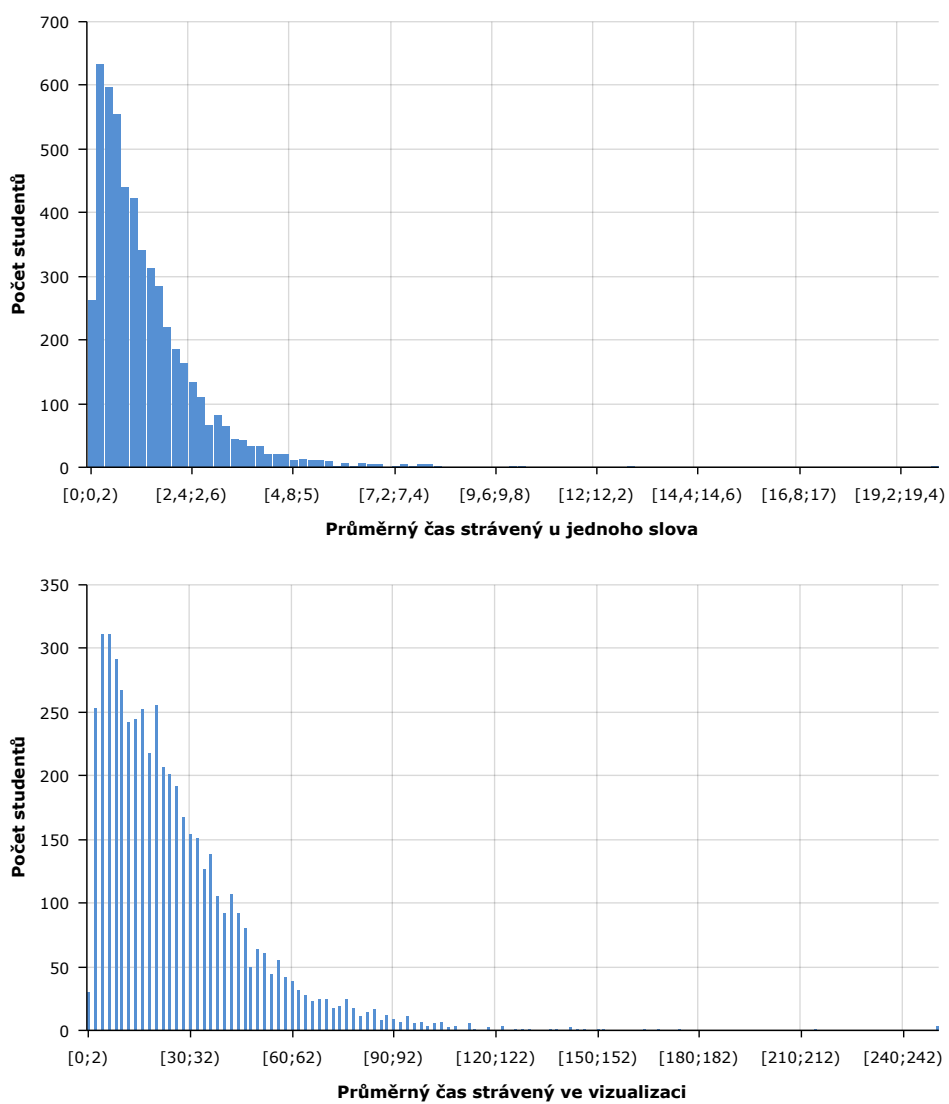 700
600
500
400
300
200
100
0
Počet studentů
[0;0,2) [2,4;2,6) [4,8;5) [7,2;7,4) [9,6;9,8) [12;12,2) [14,4;14,6) [16,8;17) [19,2;19,4)
Průměrný čas strávený u jednoho slova
350
300
250
200
150
100
50
0
Počet studentů
[0;2) [30;32) [60;62) [90;92) [120;122) [150;152) [180;182) [210;212) [240;242)
Průměrný čas strávený ve vizualizaci